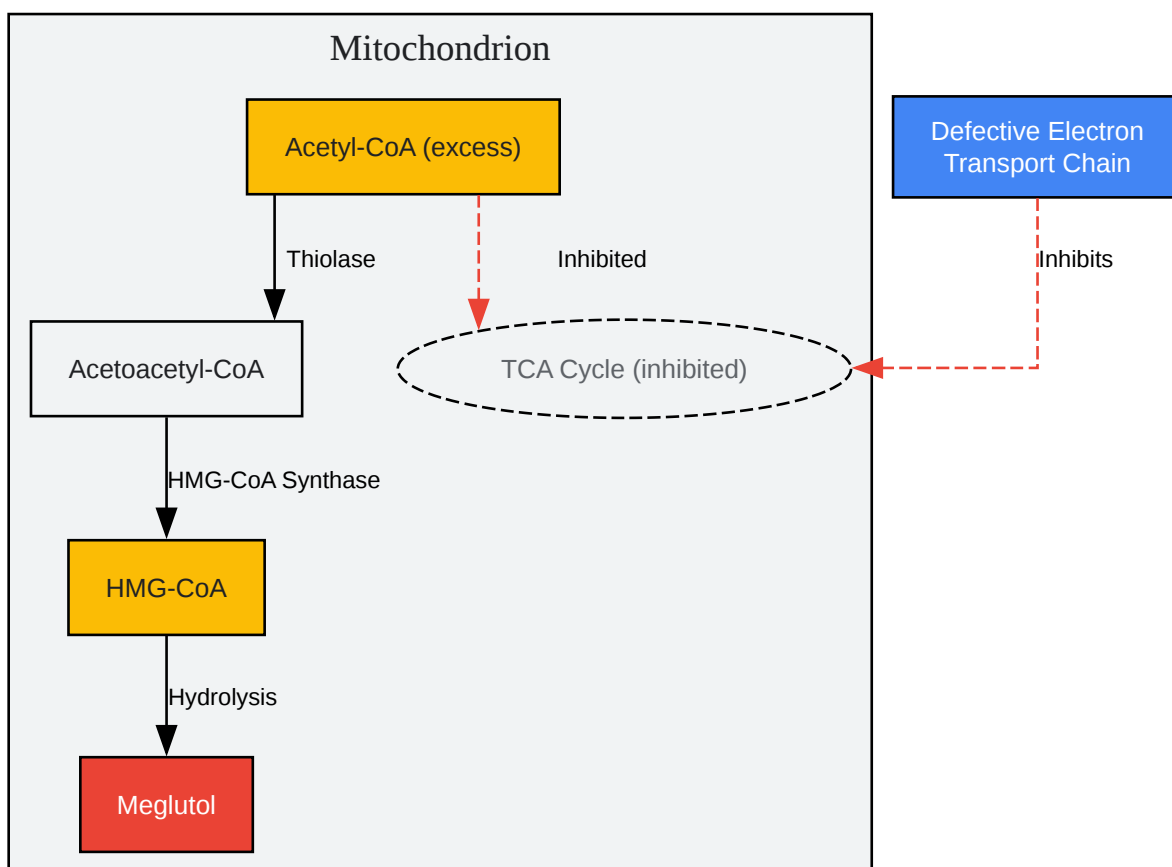 Mitochondrion
Acetyl-CoA (excess)
Defective Electron
Transport Chain
Thiolase
Inhibited
Inhibits
Acetoacetyl-CoA
TCA Cycle (inhibited)
HMG-CoA Synthase
HMG-CoA
Hydrolysis
Meglutol